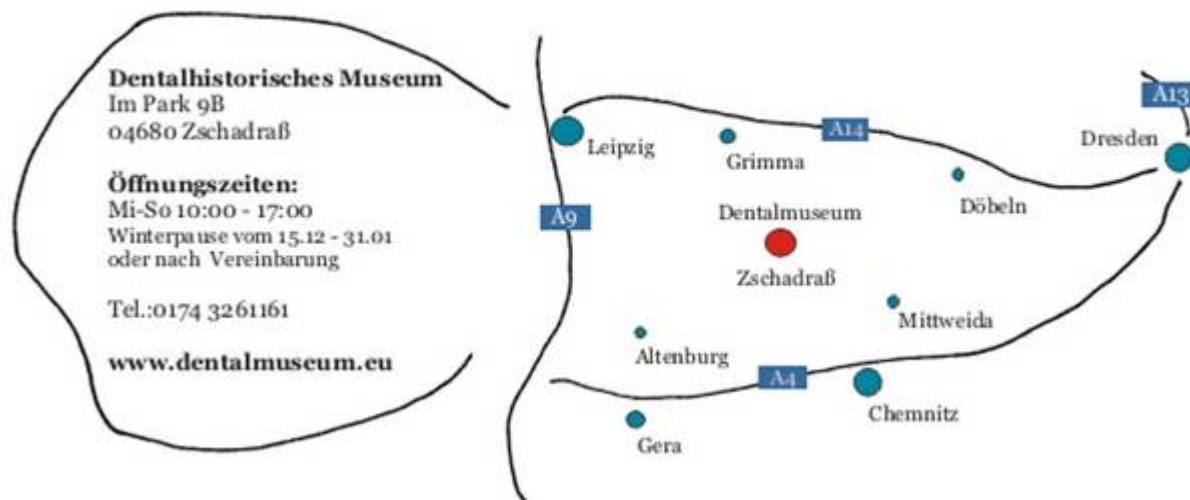 Dentalhistorisches Museum
Im Park 9B
04680 Zschadraß
Öffnungszeiten:
Mi-So 10:00 - 17:00
Winterpause vom 15.12 - 31.01
oder nach Vereinbarung
Tel.:0174 3261161
www.dentalmuseum.eu
A13
A14
Dresden
Leipzig
Grimma
Döbeln
A9
Dentalmuseum
Zschadraß
Mittweida
Altenburg
A4
Chemnitz
Gera